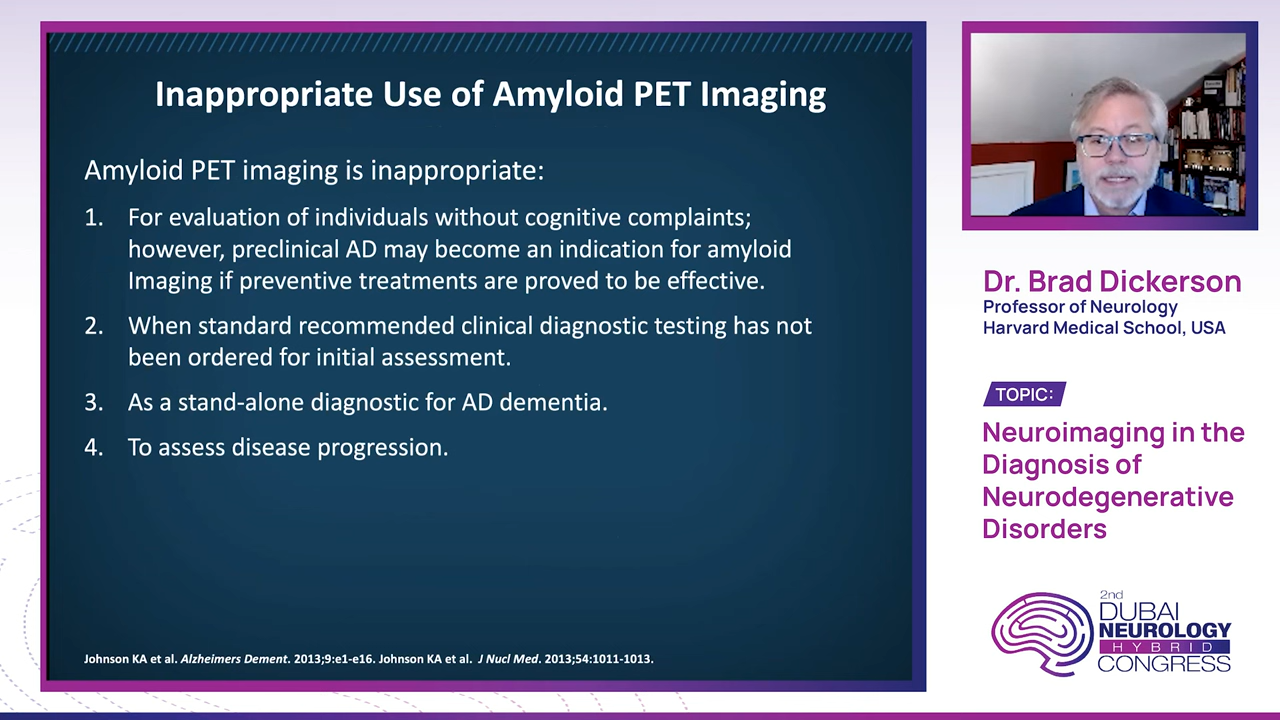 Inappropriate Use of Amyloid PET Imaging
Amyloid PET imaging is inappropriate:
1. For evaluation of individuals without cognitive complaints;
however, preclinical AD may become an indication for amyloid
Imaging if preventive treatments are proved to be effective.
2. When standard recommended clinical diagnostic testing has not
been ordered for initial assessment.
3. As a stand-alone diagnostic for AD dementia.
4. To assess disease progression.
Johnson KA et al. Alzheimers Dement. 2013;9:e1-e16. Johnson KA et al. J Nucl Med. 2013;54:1011-1013.
Dr. Brad Dickerson
Professor of Neurology
Harvard Medical School, USA
TOPIC:
Neuroimaging in the
Diagnosis of
Neurodegenerative
Disorders
2nd
DUBAI
NEUROLOGY
HYBRID
CONGRESS